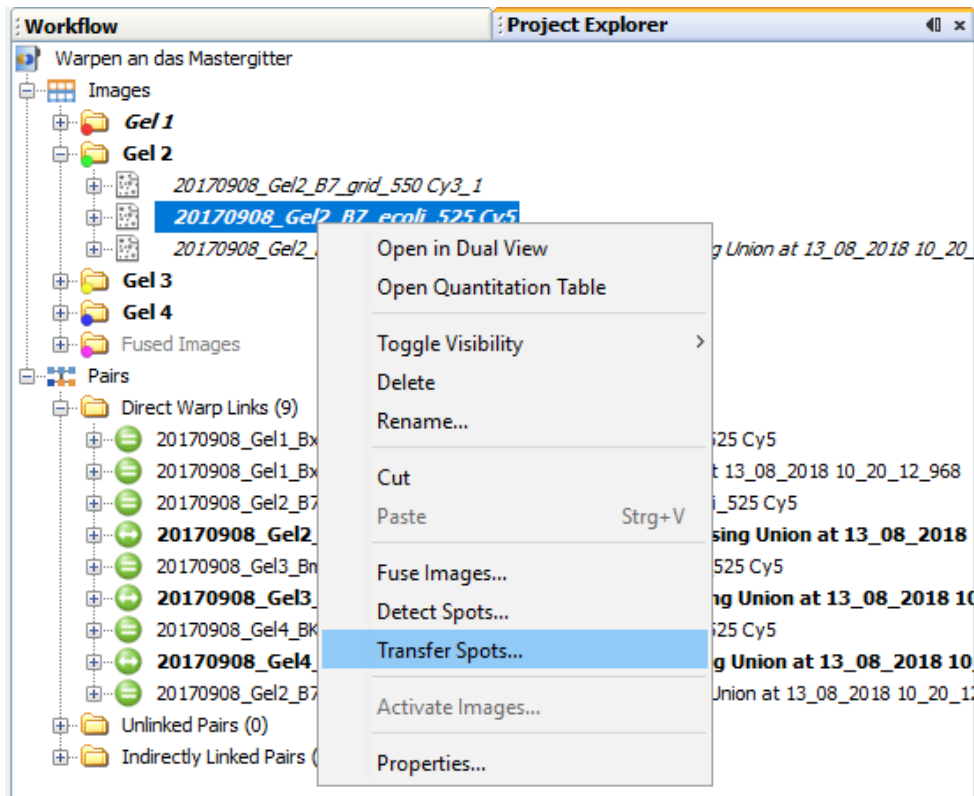 Workflow Project Explorer
Warpen an das Mastergitter
Images
Gel 1
Gel 2
20170908_Gel2_B7_grid_550 Cy3_1
20170908_Gel2_B7_ecoli_525 Cy5
20170908_Gel2_ g Union at 13_08_2018 10_20_
Gel 3
Gel 4
Fused Images
Pairs
Direct Warp Links (9)
20170908_Gel1_Bx 525 Cy5
20170908_Gel1_Bx t 13_08_2018 10_20_12_968
20170908_Gel2_B7 i_525 Cy5
20170908_Gel2_ sing Union at 13_08_2018
20170908_Gel3_Bm 525 Cy5
20170908_Gel3_ ng Union at 13_08_2018 10
20170908_Gel4_BK 525 Cy5
20170908_Gel4_ g Union at 13_08_2018 10_
20170908_Gel2_B7 Union at 13_08_2018 10_20_12
Unlinked Pairs (0)
Indirectly Linked Pairs (
Open in Dual View
Open Quantitation Table
Toggle Visibility
Delete
Rename...
Cut
Paste Strg+V
Fuse Images...
Detect Spots...
Transfer Spots...
Activate Images...
Properties...